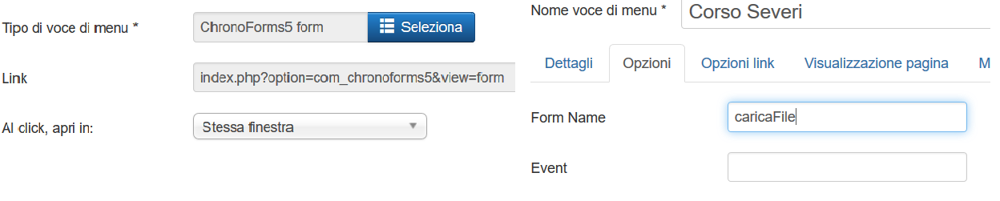 Tipo di voce di menu *
ChronoForms5 form
Seleziona
Link
index.php?option=com_chronoforms5&view=form
Al click, apri in:
Stessa finestra
Nome voce di menu *
Corso Severi
Dettagli
Opzioni
Opzioni link
Visualizzazione pagina
M
Form Name
caricaFile
Event